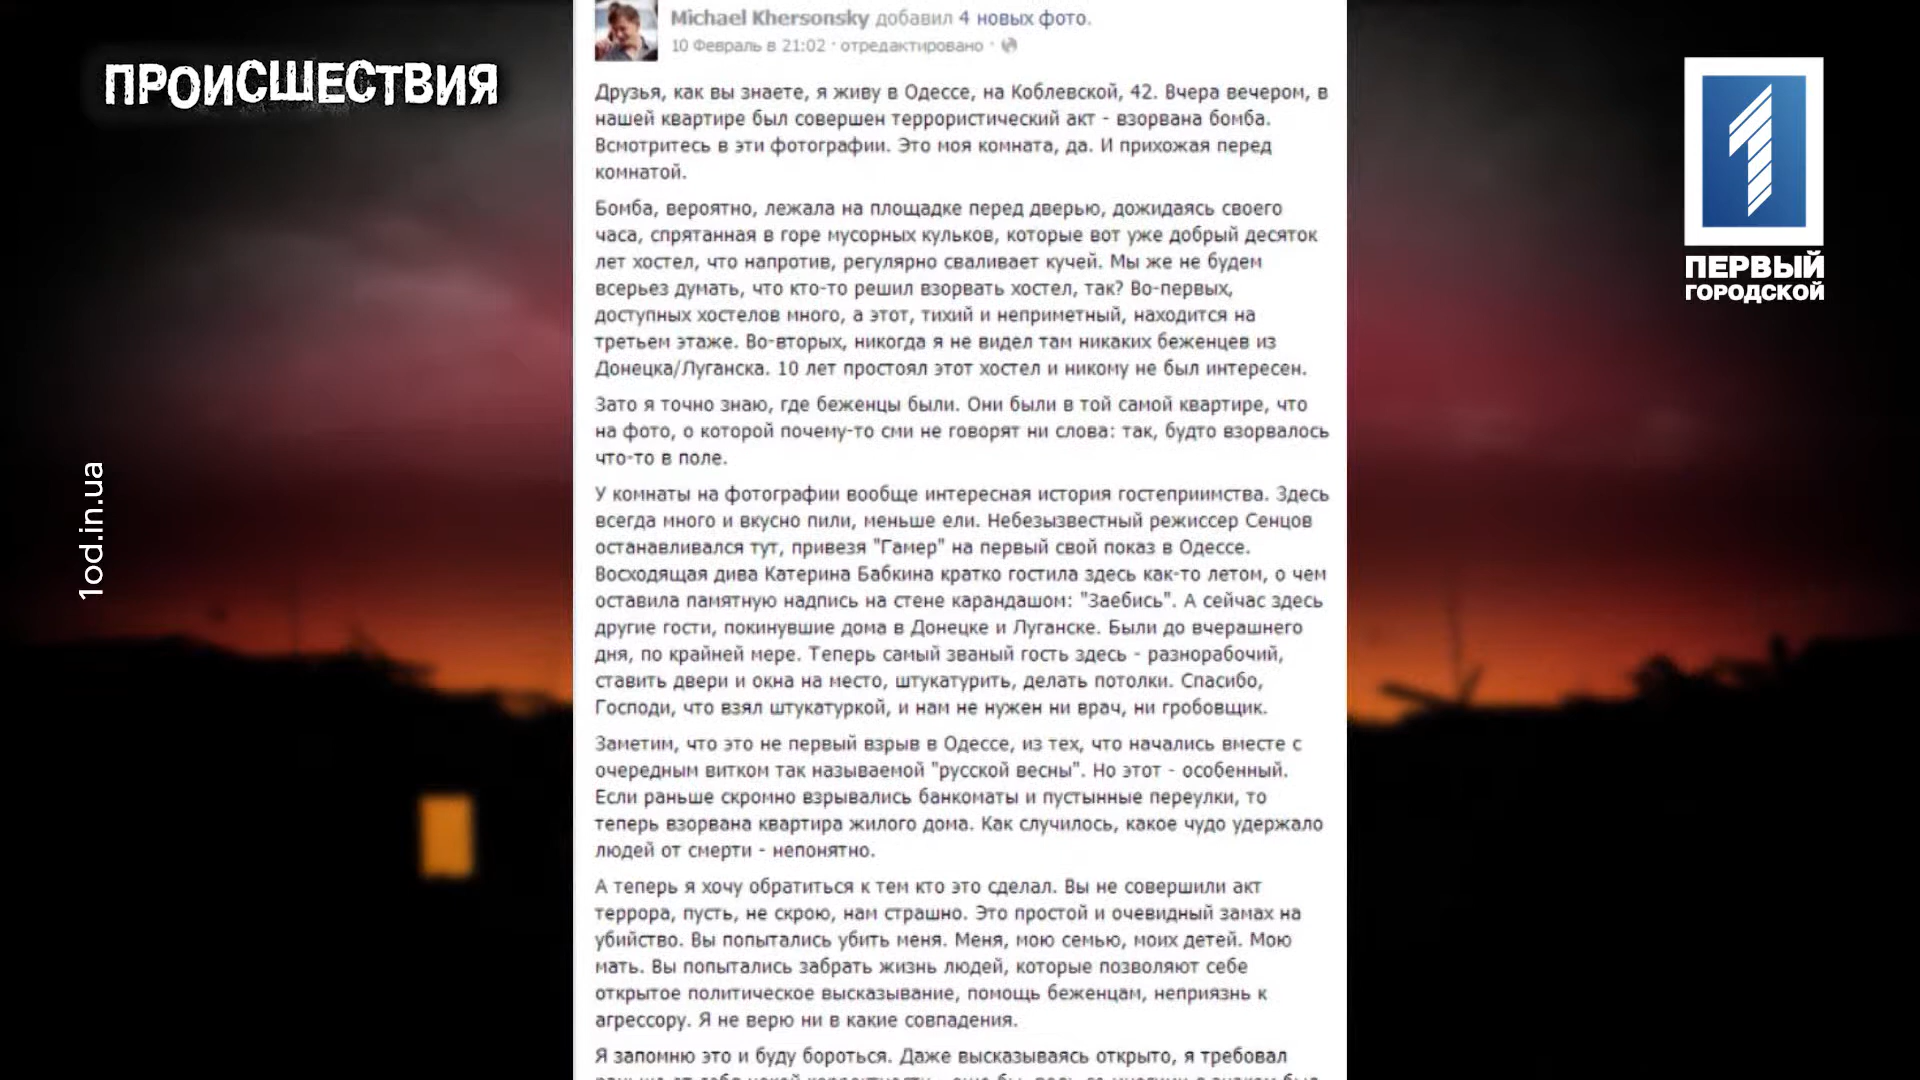 ПРОИСШЕСТВИЯ
Michael Khersonsky добавил 4 новых фото.
10 Февраль в 21:02 · отредактировано ·
Друзья, как вы знаете, я живу в Одессе, на Коблевской, 42. Вчера вечером, в
нашей квартире был совершен террористический акт - взорвана бомба.
Всмотритесь в эти фотографии. Это моя комната, да. И прихожая перед
комнатой.
Бомба, вероятно, лежала на площадке перед дверью, дожидаясь своего
часа, спрятанная в горе мусорных кульков, которые вот уже добрый десяток
лет хостел, что напротив, регулярно сваливает кучей. Мы же не будем
всерьез думать, что кто-то решил взорвать хостел, так? Во-первых,
доступных хостелов много, а этот, тихий и неприметный, находится на
третьем этаже. Во-вторых, никогда я не видел там никаких беженцев из
Донецка/Луганска. 10 лет простоял этот хостел и никому не был интересен.
Зато я точно знаю, где беженцы были. Они были в той самой квартире, что
на фото, о которой почему-то сми не говорят ни слова: так, будто взорвалось
что-то в поле.
У комнаты на фотографии вообще интересная история гостеприимства. Здесь
всегда много и вкусно пили, меньше ели. Небезызвестный режиссер Сенцов
останавливался тут, привезя "Гамер" на первый свой показ в Одессе.
Восходящая дива Катерина Бабкина кратко гостила здесь как-то летом, о чем
оставила памятную надпись на стене карандашом: "Заебись". А сейчас здесь
другие гости, покинувшие дома в Донецке и Луганске. Были до вчерашнего
дня, по крайней мере. Теперь самый званый гость здесь - разнорабочий,
ставить двери и окна на место, штукатурить, делать потолки. Спасибо,
Господи, что взял штукатуркой, и нам не нужен ни врач, ни гробовщик.
Заметим, что это не первый взрыв в Одессе, из тех, что начались вместе с
очередным витком так называемой "русской весны". Но этот - особенный.
Если раньше скромно взрывались банкоматы и пустынные переулки, то
теперь взорвана квартира жилого дома. Как случилось, какое чудо удержало
людей от смерти - непонятно.
А теперь я хочу обратиться к тем кто это сделал. Вы не совершили акт
террора, пусть, не скрою, нам страшно. Это простой и очевидный замах на
убийство. Вы попытались убить меня. Меня, мою семью, моих детей. Мою
мать. Вы попытались забрать жизнь людей, которые позволяют себе
открытое политическое высказывание, помощь беженцам, неприязнь к
агрессору. Я не верю ни в какие совпадения.
Я запомню это и буду бороться. Даже высказываясь открыто, я требовал
1
ПЕРВЫЙ
ГОРОДСКОЙ
1od.in.ua